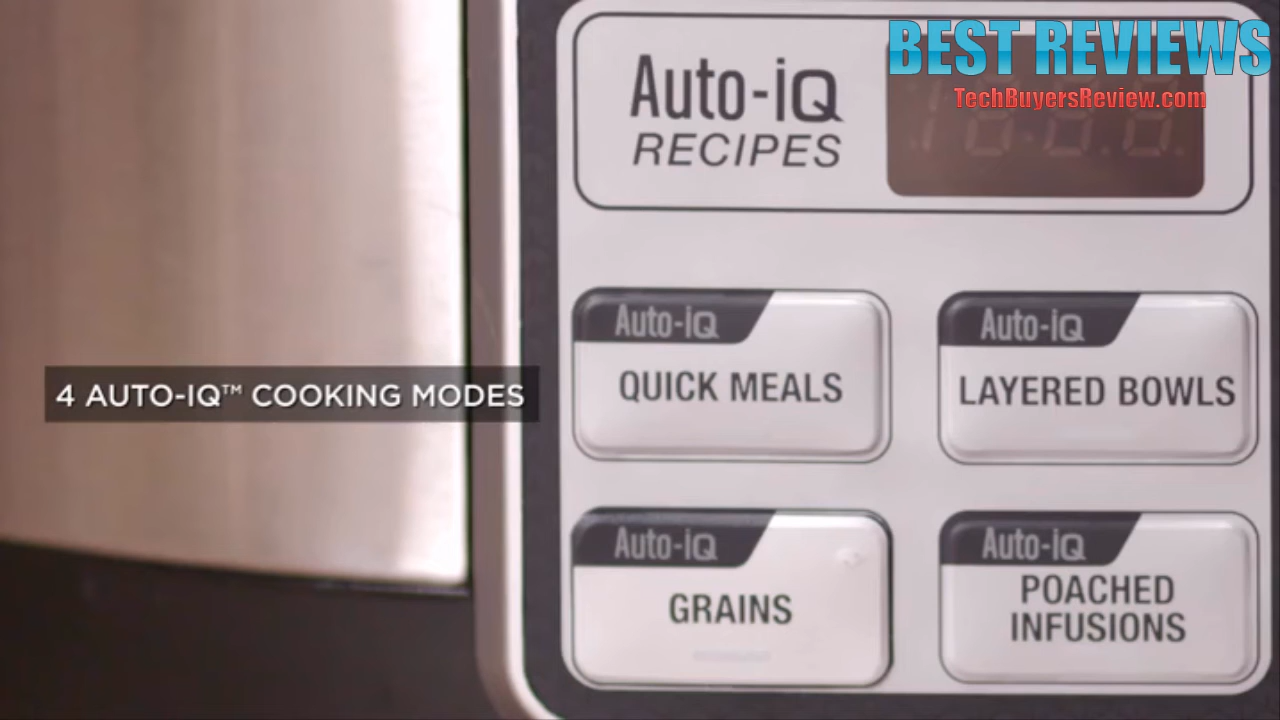 BEST REVIEWS
TechBuyersReview.com
Auto-iQ
RECIPES
Auto-iQ
QUICK MEALS
Auto-iQ
LAYERED BOWLS
4 AUTO-IQ™ COOKING MODES
Auto-iQ
GRAINS
Auto-iQ
POACHED
INFUSIONS